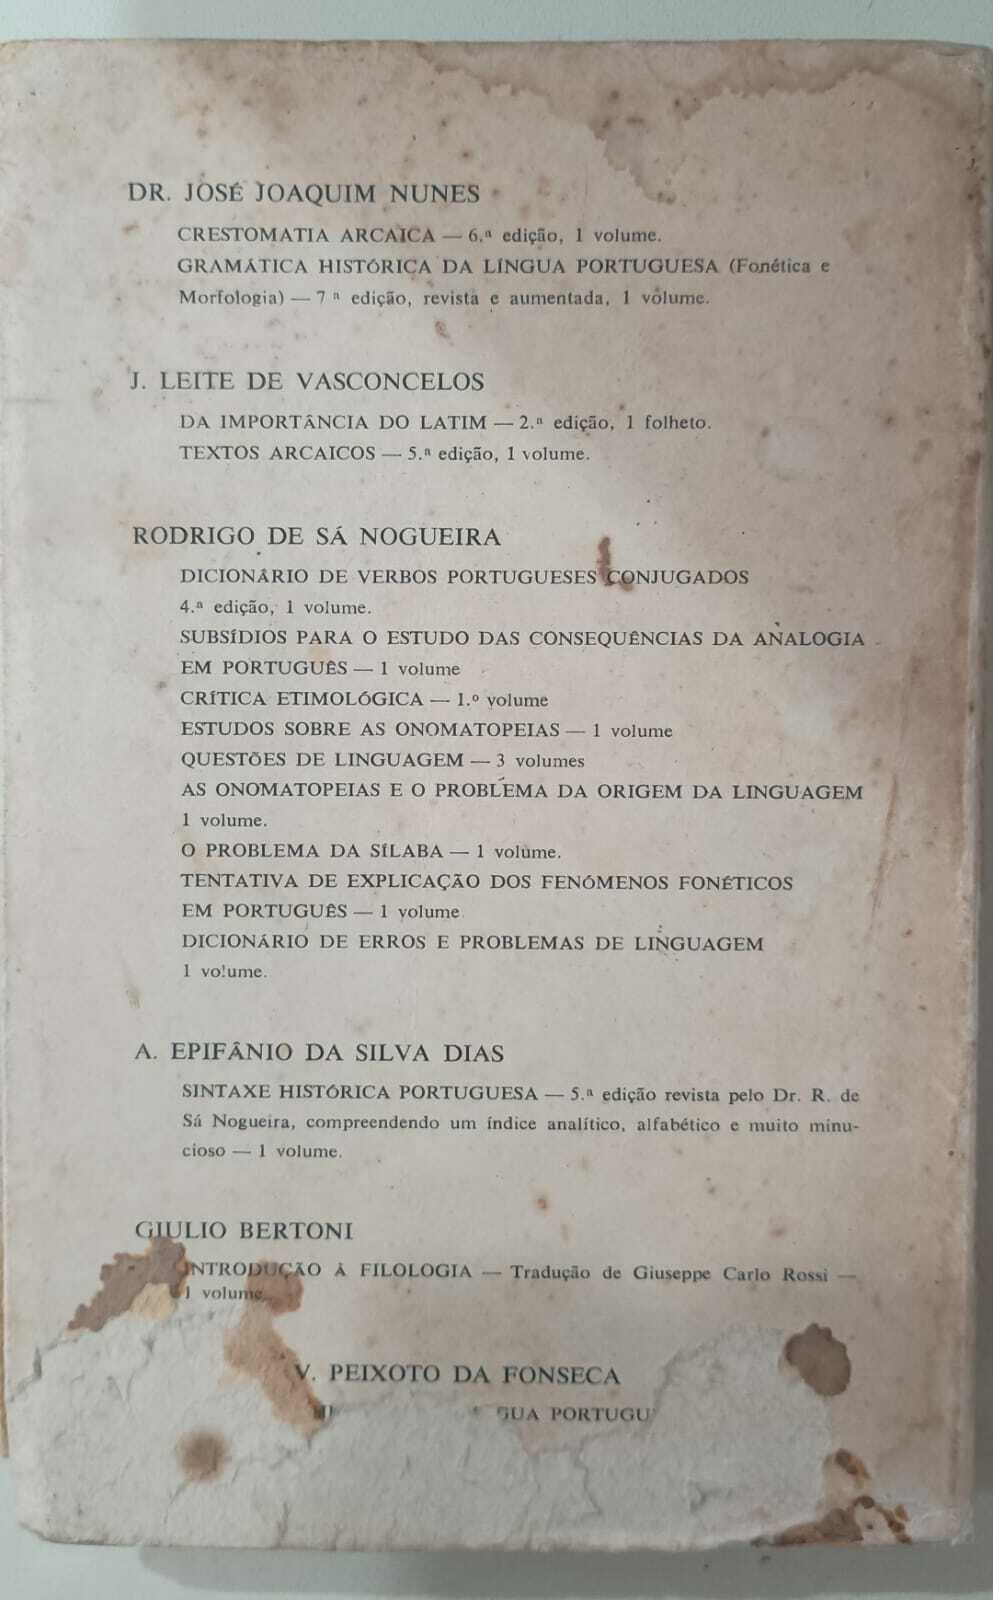 DR. JOSÉ JOAQUIM NUNES
CRESTOMATIA ARCAICA — 6.ª edição, 1 volume.
GRAMÁTICA HISTÓRICA DA LÍNGUA PORTUGUESA (Fonética e
Morfologia) — 7 ª edição, revista e aumentada, 1 volume.
J. LEITE DE VASCONCELOS
DA IMPORTÂNCIA DO LATIM — 2.ª edição, 1 folheto.
TEXTOS ARCAICOS — 5.ª edição, 1 volume.
RODRIGO DE SÁ NOGUEIRA
DICIONÁRIO DE VERBOS PORTUGUESES CONJUGADOS
4.ª edição, 1 volume.
SUBSÍDIOS PARA O ESTUDO DAS CONSEQUÊNCIAS DA ANALOGIA
EM PORTUGUÊS — 1 volume
CRÍTICA ETIMOLÓGICA — 1.º volume
ESTUDOS SOBRE AS ONOMATOPEIAS — 1 volume
QUESTÕES DE LINGUAGEM — 3 volumes
AS ONOMATOPEIAS E O PROBLEMA DA ORIGEM DA LINGUAGEM
1 volume.
O PROBLEMA DA SÍLABA — 1 volume.
TENTATIVA DE EXPLICAÇÃO DOS FENÓMENOS FONÉTICOS
EM PORTUGUÊS — 1 volume
DICIONÁRIO DE ERROS E PROBLEMAS DE LINGUAGEM
1 volume.
A. EPIFÂNIO DA SILVA DIAS
SINTAXE HISTÓRICA PORTUGUESA — 5.ª edição revista pelo Dr. R. de
Sá Nogueira, compreendendo um índice analítico, alfabético e muito minu-
cioso — 1 volume.
GIULIO BERTONI
INTRODUÇÃO À FILOLOGIA — Tradução de Giuseppe Carlo Rossi —
1 volume.
V. PEIXOTO DA FONSECA
GUA PORTUGU